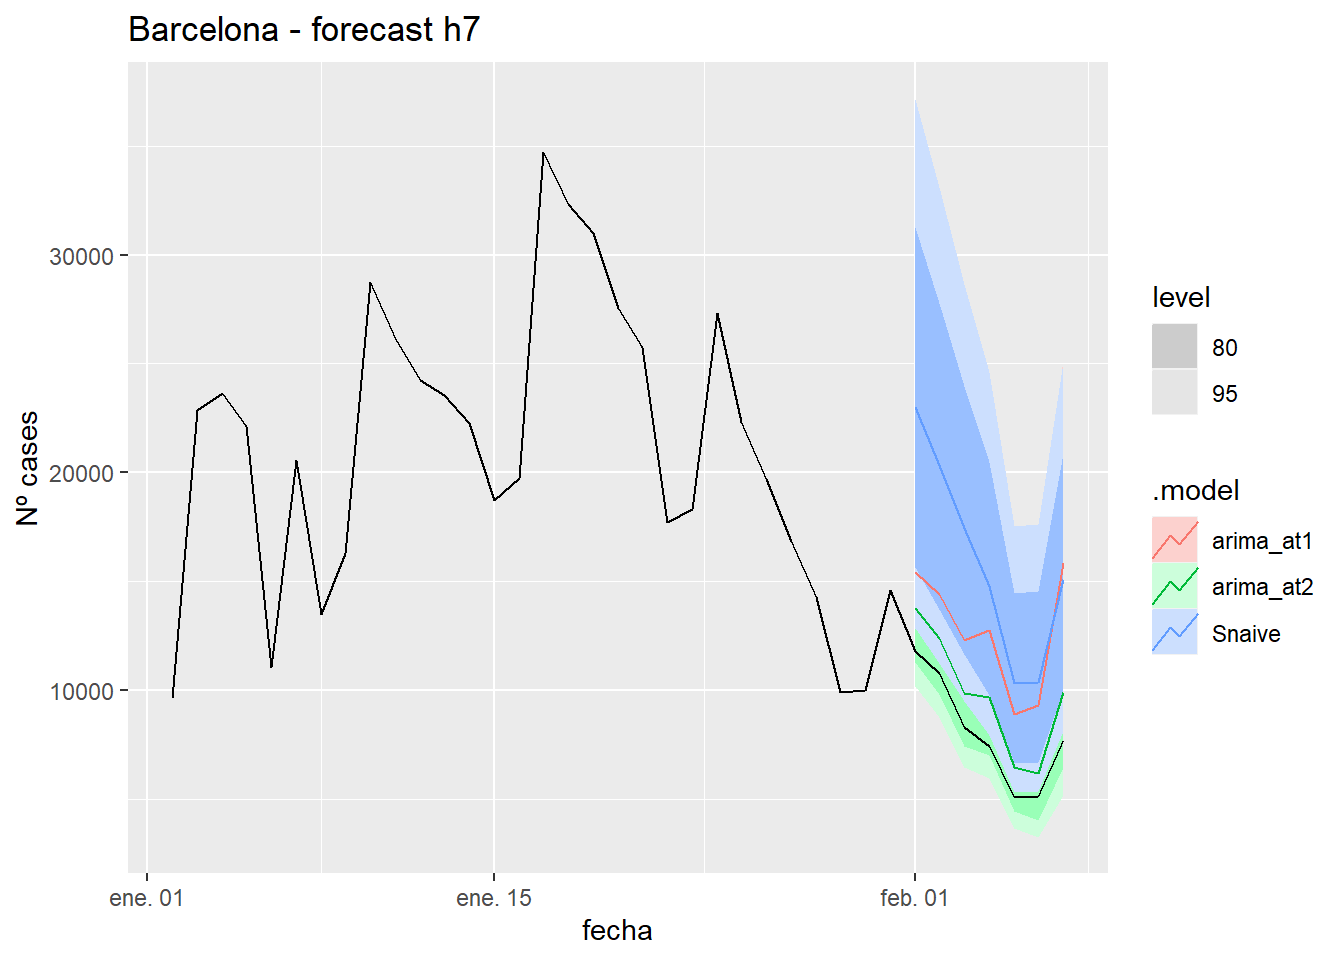 Barcelona - forecast h7
30000
20000
10000
Nº cases
ene. 01
ene. 15
feb. 01
fecha
level
80
95
.model
arima_at1
arima_at2
Snaive